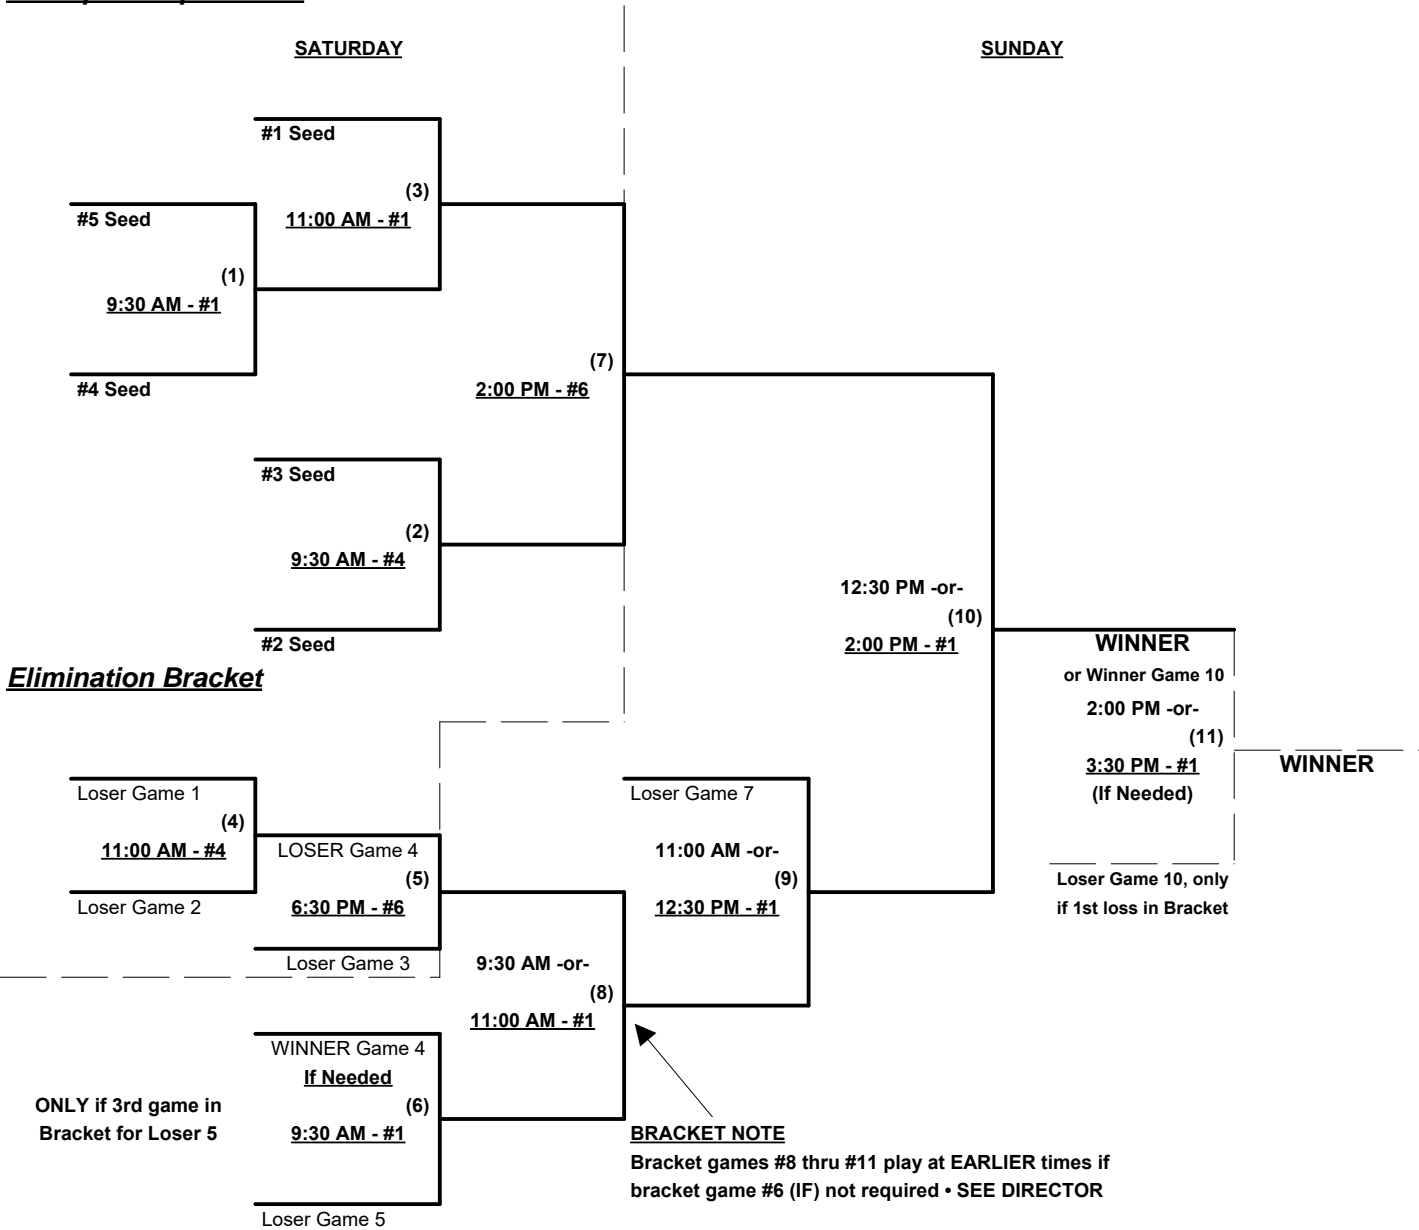 SATURDAY
SUNDAY
#1 Seed
(3)
11:00 AM - #1
#5 Seed
(1)
9:30 AM - #1
#4 Seed
(7)
2:00 PM - #6
#3 Seed
(2)
9:30 AM - #4
#2 Seed
12:30 PM -or-
(10)
2:00 PM - #1
WINNER
or Winner Game 10
2:00 PM -or-
(11)
3:30 PM - #1
(If Needed)
WINNER
Loser Game 10, only
if 1st loss in Bracket
Elimination Bracket
Loser Game 1
(4)
11:00 AM - #4
Loser Game 2
LOSER Game 4
(5)
6:30 PM - #6
Loser Game 3
Loser Game 7
11:00 AM -or-
(9)
12:30 PM - #1
9:30 AM -or-
(8)
11:00 AM - #1
WINNER Game 4
If Needed
(6)
9:30 AM - #1
Loser Game 5
ONLY if 3rd game in
Bracket for Loser 5
BRACKET NOTE
Bracket games #8 thru #11 play at EARLIER times if
bracket game #6 (IF) not required • SEE DIRECTOR